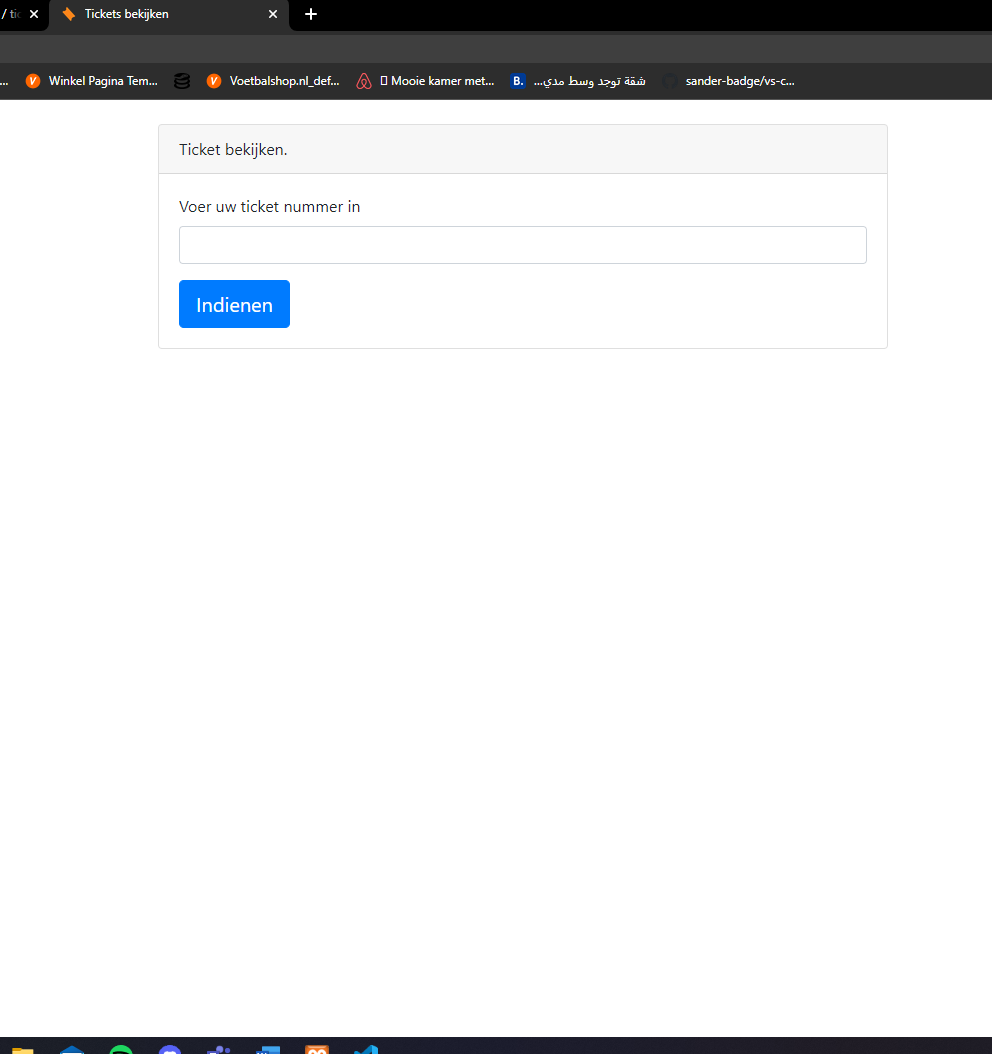 / tic
Tickets bekijken
...
Winkel Pagina Tem...
Voetbalshop.nl_def...
Mooie kamer met...
B.
شقة توجد وسط مدي...
sander-badge/vs-c...
Ticket bekijken.
Voer uw ticket nummer in
Indienen